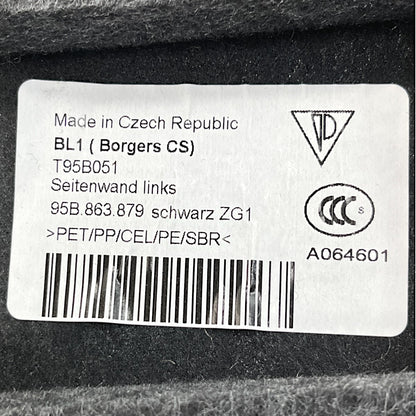 Made in Czech Republic
BL1 ( Borgers CS)
T95B051
Seitenwand links
95B.863.879 schwarz ZG1
>PET/PP/CEL/PE/SBR<
CCC S
A064601